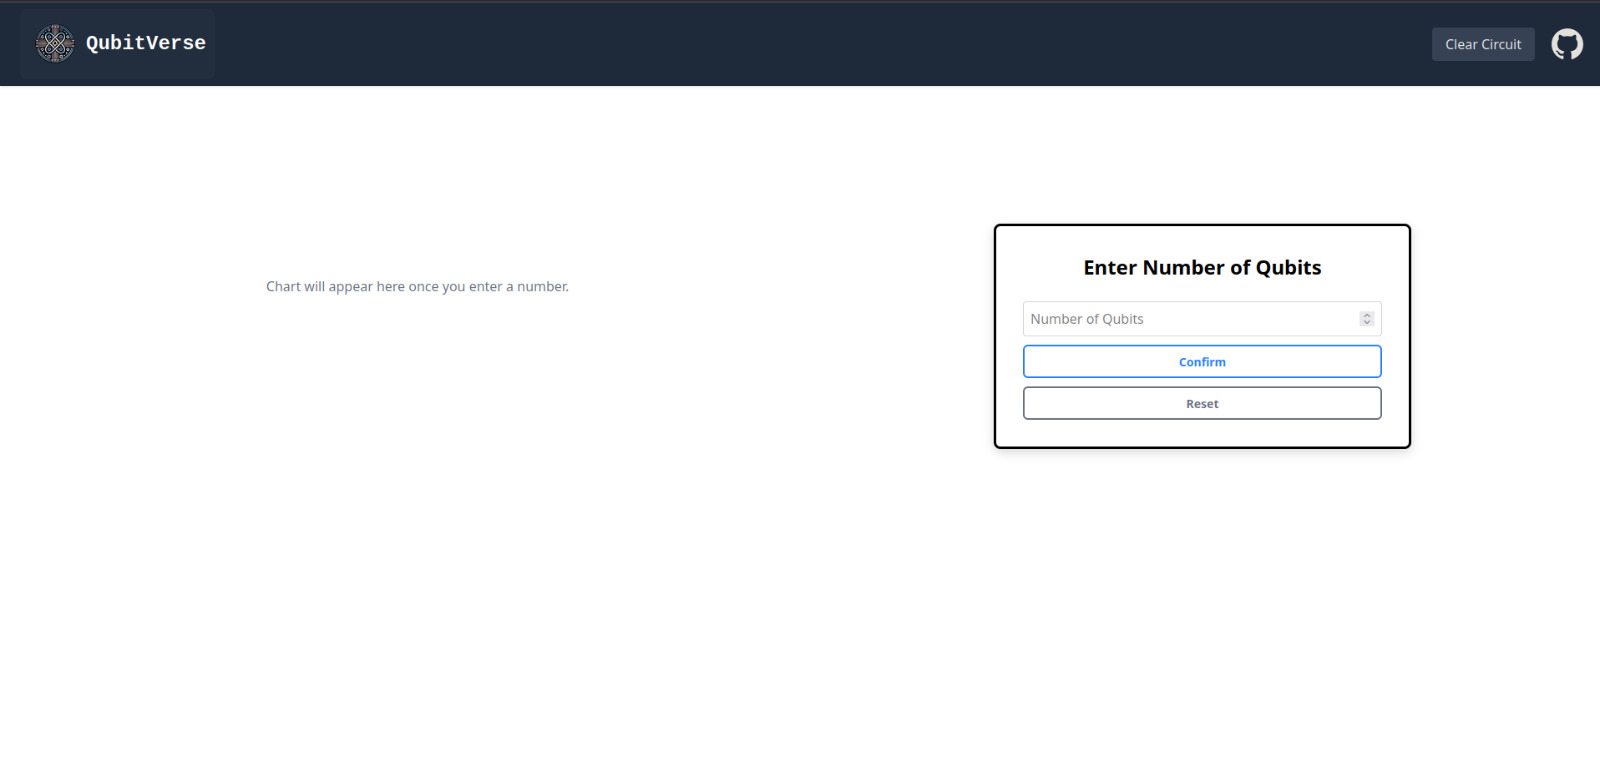 QubitVerse
Clear Circuit
Chart will appear here once you enter a number.
Enter Number of Qubits
Number of Qubits
Confirm
Reset